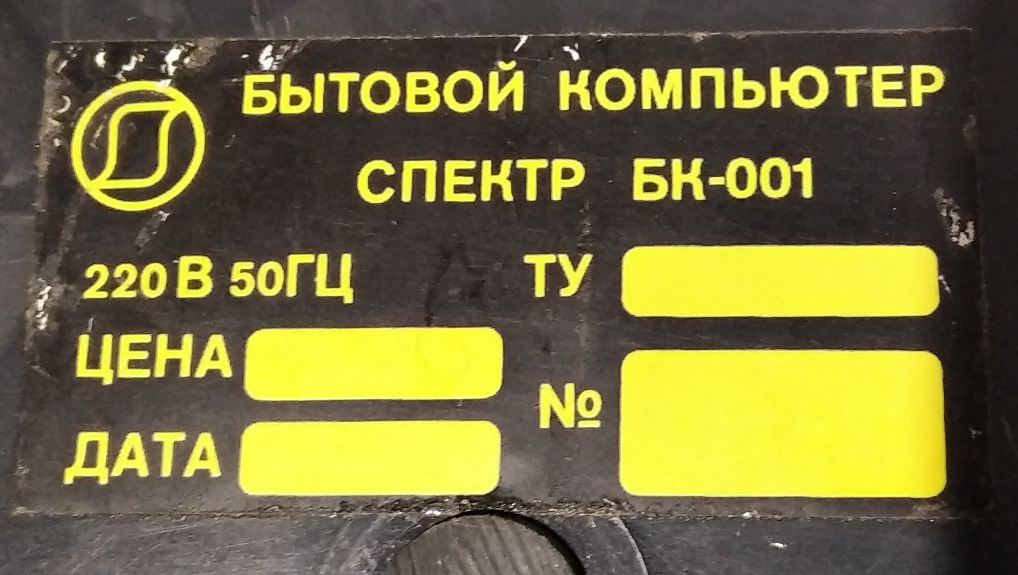 БЫТОВОЙ КОМПЬЮТЕР
СПЕКТР БК-001
220 В 50ГЦ
ТУ
ЦЕНА
№
ДАТА